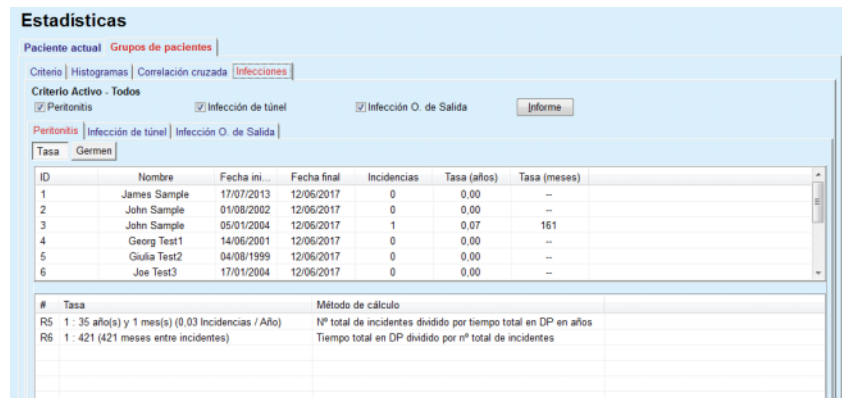 Estadísticas
Paciente actual Grupos de pacientes
Criterio Histogramas Correlación cruzada Infecciones
Criterio Activo - Todos
Peritonitis Infección de túnel Infección O. de Salida Informe
Peritonitis Infección de túnel Infección O. de Salida
Tasa Germen
ID Nombre Fecha ini... Fecha final Incidencias Tasa (años) Tasa (meses)
1 James Sample 17/07/2013 12/06/2017 0 0,00 --
2 John Sample 01/08/2002 12/06/2017 0 0,00 --
3 John Sample 05/01/2004 12/06/2017 1 0,07 161
4 Georg Test1 14/06/2001 12/06/2017 0 0,00 --
5 Giulia Test2 04/08/1999 12/06/2017 0 0,00 --
6 Joe Test3 17/01/2004 12/06/2017 0 0,00 --
# Tasa Método de cálculo
R5 1 : 35 año(s) y 1 mes(s) (0,03 Incidencias / Año) Nº total de incidentes dividido por tiempo total en DP en años
R6 1 : 421 (421 meses entre incidentes) Tiempo total en DP dividido por nº total de incidentes